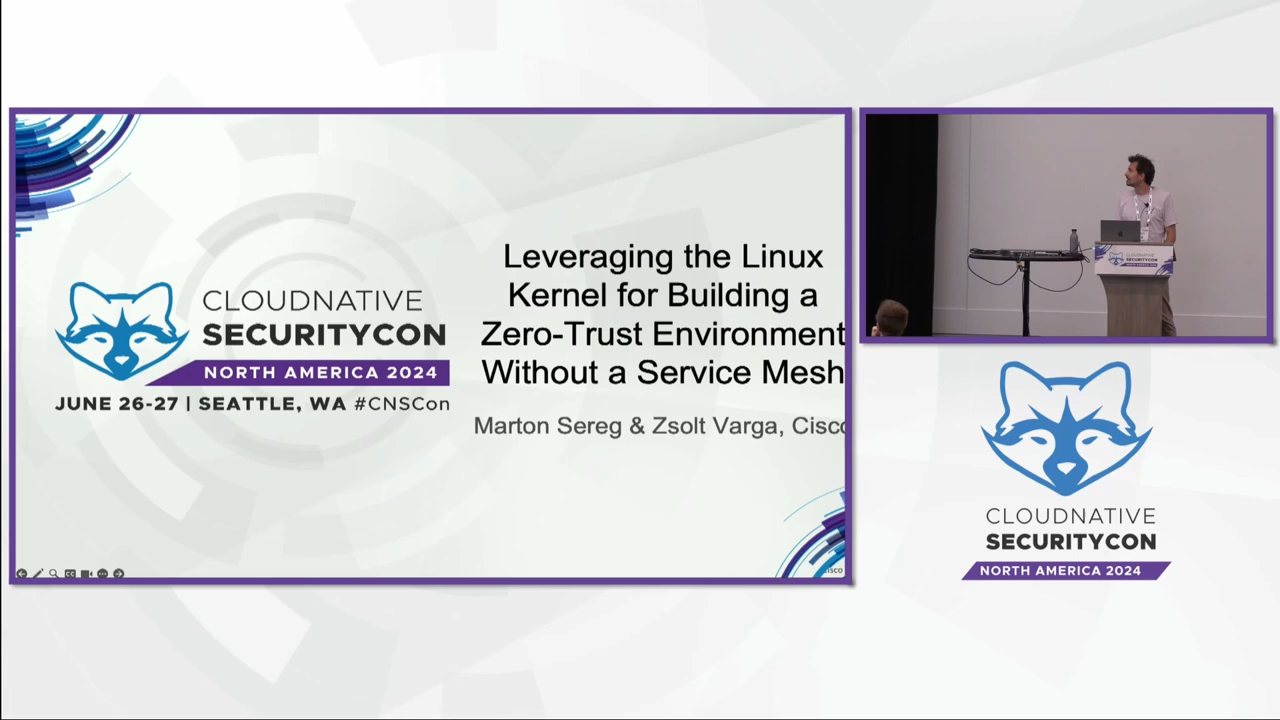 CLOUDNATIVE
SECURITYCON
NORTH AMERICA 2024
JUNE 26-27 | SEATTLE, WA #CNSCon
Leveraging the Linux
Kernel for Building a
Zero-Trust Environment
Without a Service Mesh
Marton Sereg & Zsolt Varga, Cisco
CLOUDNATIVE
SECURITYCON
NORTH AMERICA 2024
SECURITYCON